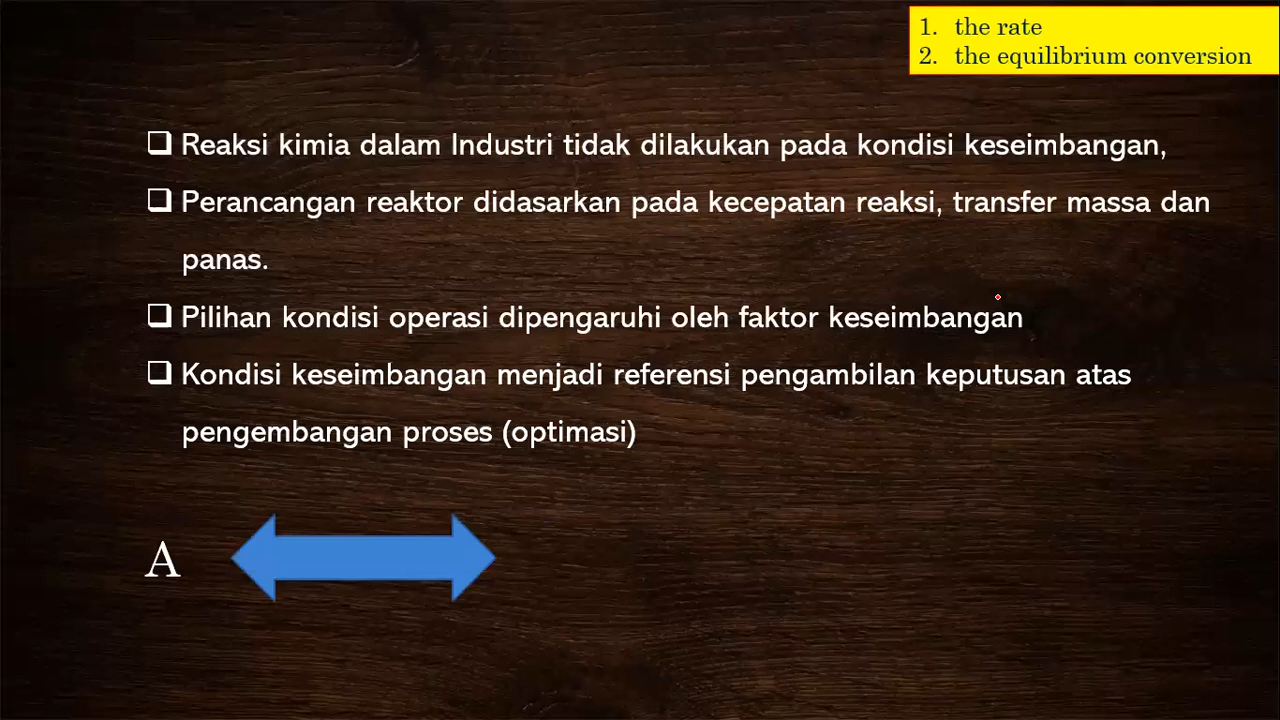 1. the rate
2. the equilibrium conversion
Reaksi kimia dalam Industri tidak dilakukan pada kondisi keseimbangan,
Perancangan reaktor didasarkan pada kecepatan reaksi, transfer massa dan
panas.
Pilihan kondisi operasi dipengaruhi oleh faktor keseimbangan
Kondisi keseimbangan menjadi referensi pengambilan keputusan atas
pengembangan proses (optimasi)
A